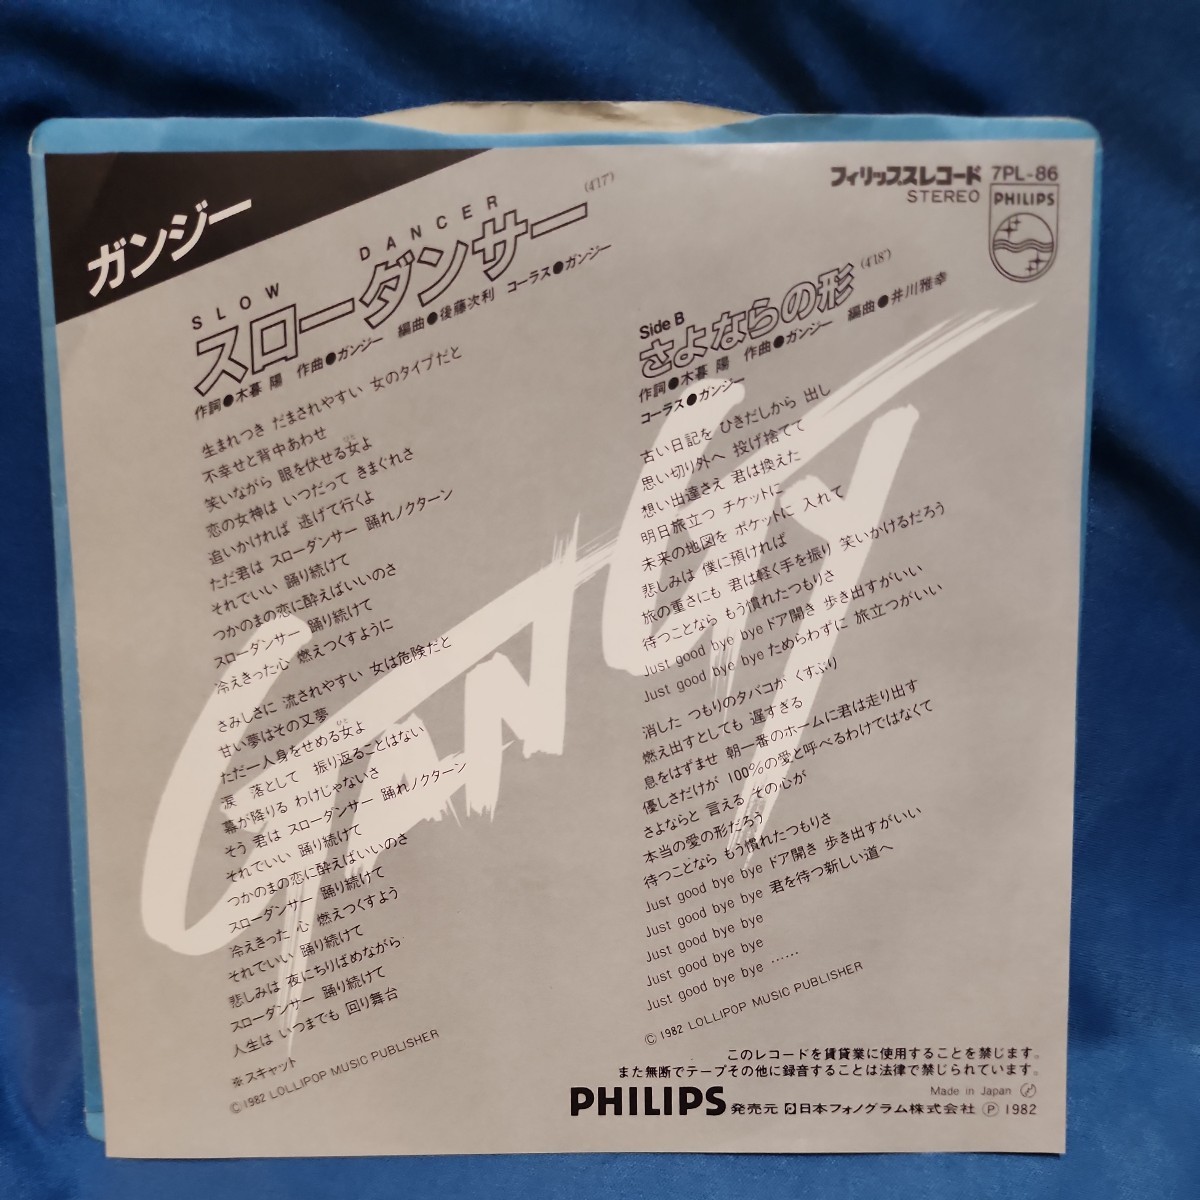 ガンジー
SLOW DANCER
スローダンサー (4'17")
作詞●木暮 陽 作曲●ガンジー 編曲●後藤次利 コーラス●ガンジー
生まれつき だまされやすい 女のタイプだと
不幸せと背中あわせ
笑いながら 眼を伏せる女よ
恋の女神は いつだって きまぐれさ
追いかければ 逃げて行くよ
ただ君は スローダンサー 踊れノクターン
それでいい 踊り続けて
つかのまの恋に酔えばいいのさ
スローダンサー 踊り続けて
冷えきった心 燃えつくすように
さみしさに 流されやすい 女は危険だと
甘い夢はその又夢
ただ一人身をせめる女よ
涙 落として 振り返ることはない
幕が降りる わけじゃないさ
そう 君は スローダンサー 踊れノクターン
それでいい 踊り続けて
つかのまの恋に酔えばいいのさ
スローダンサー 踊り続けて
冷えきった 心 燃えつくすよう
それでいい 踊り続けて
悲しみは 夜にちりばめながら
スローダンサー 踊り続けて
人生は いつまでも 回り舞台
※スキャット
©1982 LOLLIPOP MUSIC PUBLISHER
フィリップスレコード 7PL-86
STEREO
PHILIPS
Side B
さよならの形 (4'18")
作詞●木暮 陽 作曲●ガンジー 編曲●井川雅幸
コーラス●ガンジー
古い日記を ひきだしから 出し
思い切り外へ 投げ捨てて
想い出達さえ 君は換えた
明日旅立つ チケットに
未来の地図を ポケットに 入れて
悲しみは 僕に預ければ
旅の重さにも 君は軽く手を振り 笑いかけるだろう
待つことなら もう慣れたつもりさ
Just good bye bye ドア開き 歩き出すがいい
Just good bye bye ためらわずに 旅立つがいい
消した つもりのタバコが くすぶり
燃え出すとしても 遅すぎる
息をはずませ 朝一番のホームに君は走り出す
優しさだけが 100%の愛と呼べるわけではなくて
さよならと 言える その心が
本当の愛の形だろう
待つことなら もう慣れたつもりさ
Just good bye bye ドア開き 歩き出すがいい
Just good bye bye 君を待つ新しい道へ
Just good bye bye
Just good bye bye
Just good bye bye ……
©1982 LOLLIPOP MUSIC PUBLISHER
GANGY
このレコードを賃貸業に使用することを禁じます。
また無断でテープその他に録音することは法律で禁じられています。
Made in Japan
PHILIPS 発売元 日本フォノグラム株式会社 Ⓟ 1982